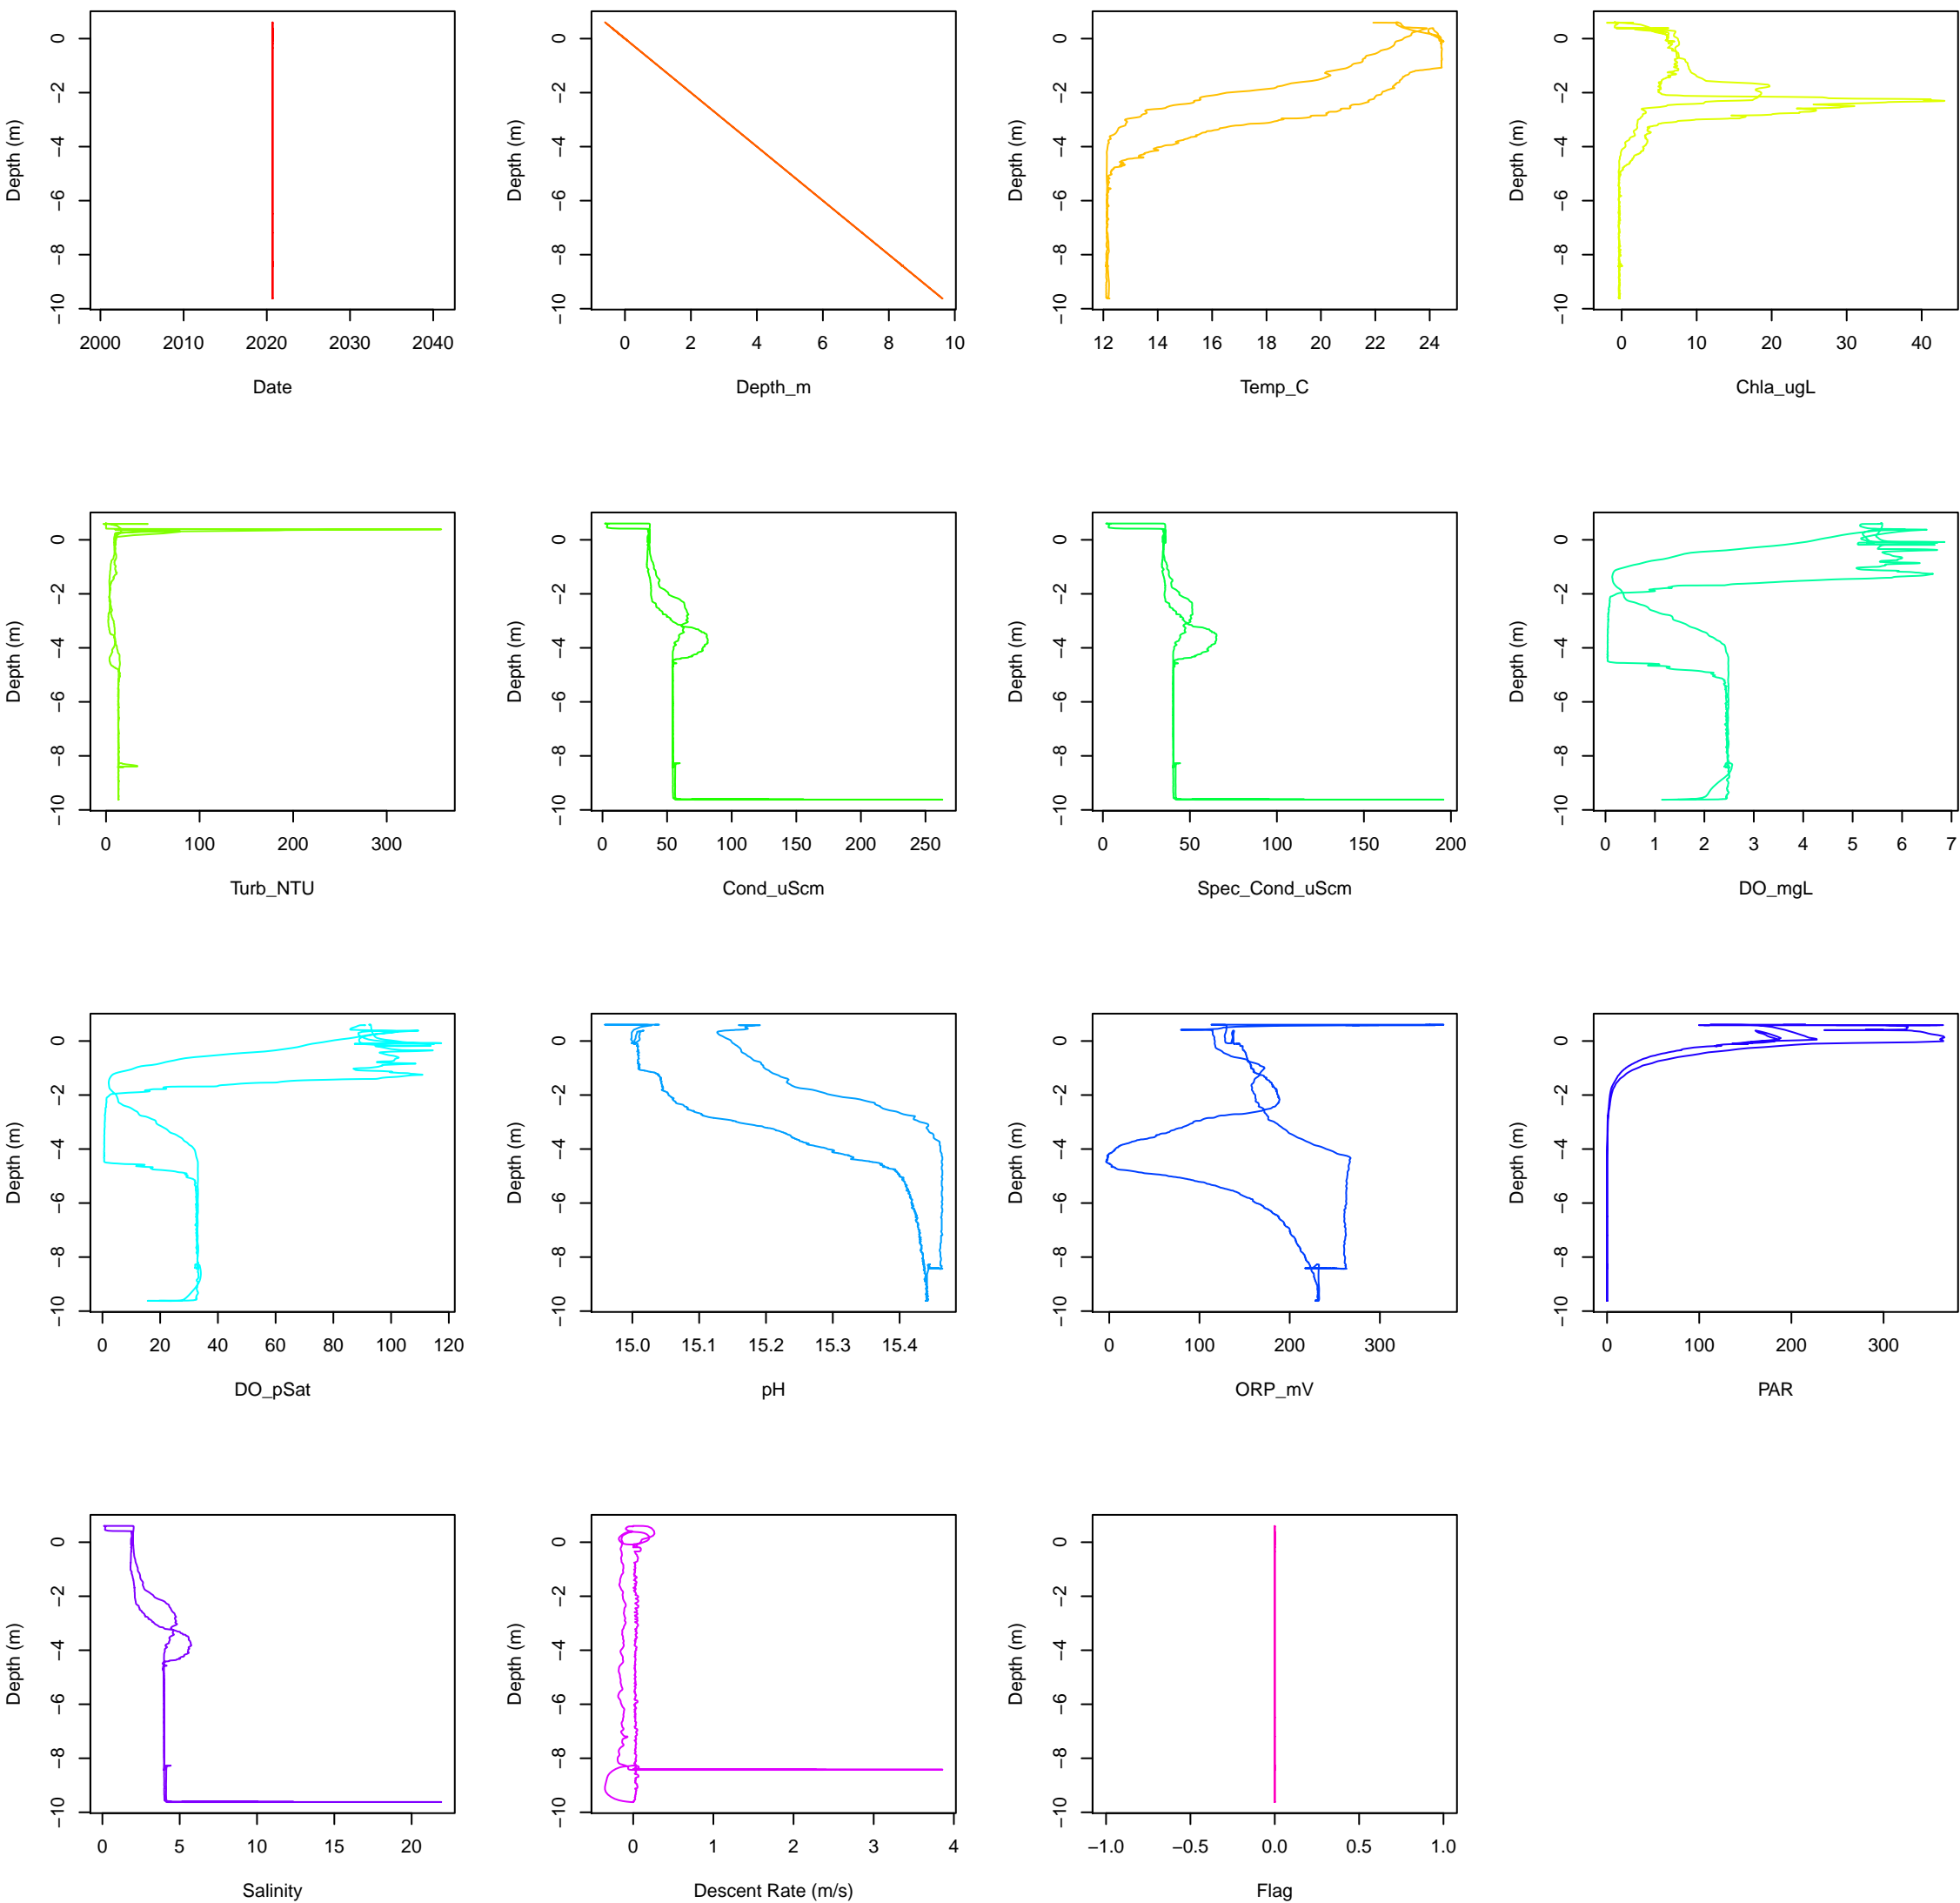 0 −2 −4 −6 −8 −10 Depth (m)
2000 2010 2020 2030 2040
Date
0 −2 −4 −6 −8 −10 Depth (m)
0 2 4 6 8 10
Depth_m
0 −2 −4 −6 −8 −10 Depth (m)
12 14 16 18 20 22 24
Temp_C
0 −2 −4 −6 −8 −10 Depth (m)
0 10 20 30 40
Chla_ugL
0 −2 −4 −6 −8 −10 Depth (m)
0 100 200 300
Turb_NTU
0 −2 −4 −6 −8 −10 Depth (m)
0 50 100 150 200 250
Cond_uScm
0 −2 −4 −6 −8 −10 Depth (m)
0 50 100 150 200
Spec_Cond_uScm
0 −2 −4 −6 −8 −10 Depth (m)
0 1 2 3 4 5 6 7
DO_mgL
0 −2 −4 −6 −8 −10 Depth (m)
0 20 40 60 80 100 120
DO_pSat
0 −2 −4 −6 −8 −10 Depth (m)
15.0 15.1 15.2 15.3 15.4
pH
0 −2 −4 −6 −8 −10 Depth (m)
0 100 200 300
ORP_mV
0 −2 −4 −6 −8 −10 Depth (m)
0 100 200 300
PAR
0 −2 −4 −6 −8 −10 Depth (m)
0 5 10 15 20
Salinity
0 −2 −4 −6 −8 −10 Depth (m)
0 1 2 3 4
Descent Rate (m/s)
0 −2 −4 −6 −8 −10 Depth (m)
−1.0 −0.5 0.0 0.5 1.0
Flag